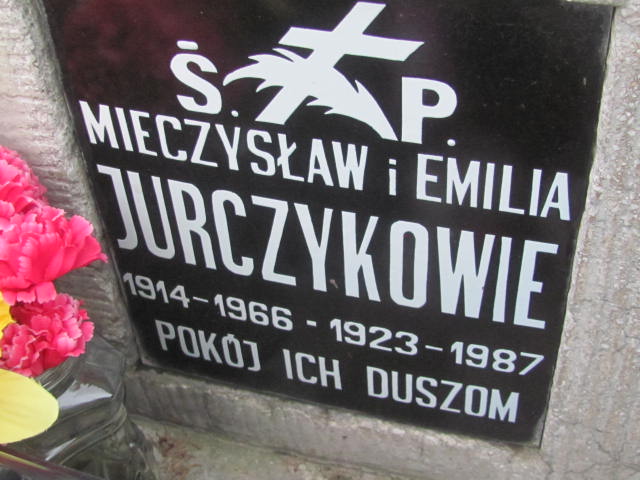 Ś. P.
MIECZYSŁAW i EMILIA
JURCZYKOWIE
1914-1966 - 1923-1987
POKÓJ ICH DUSZOM